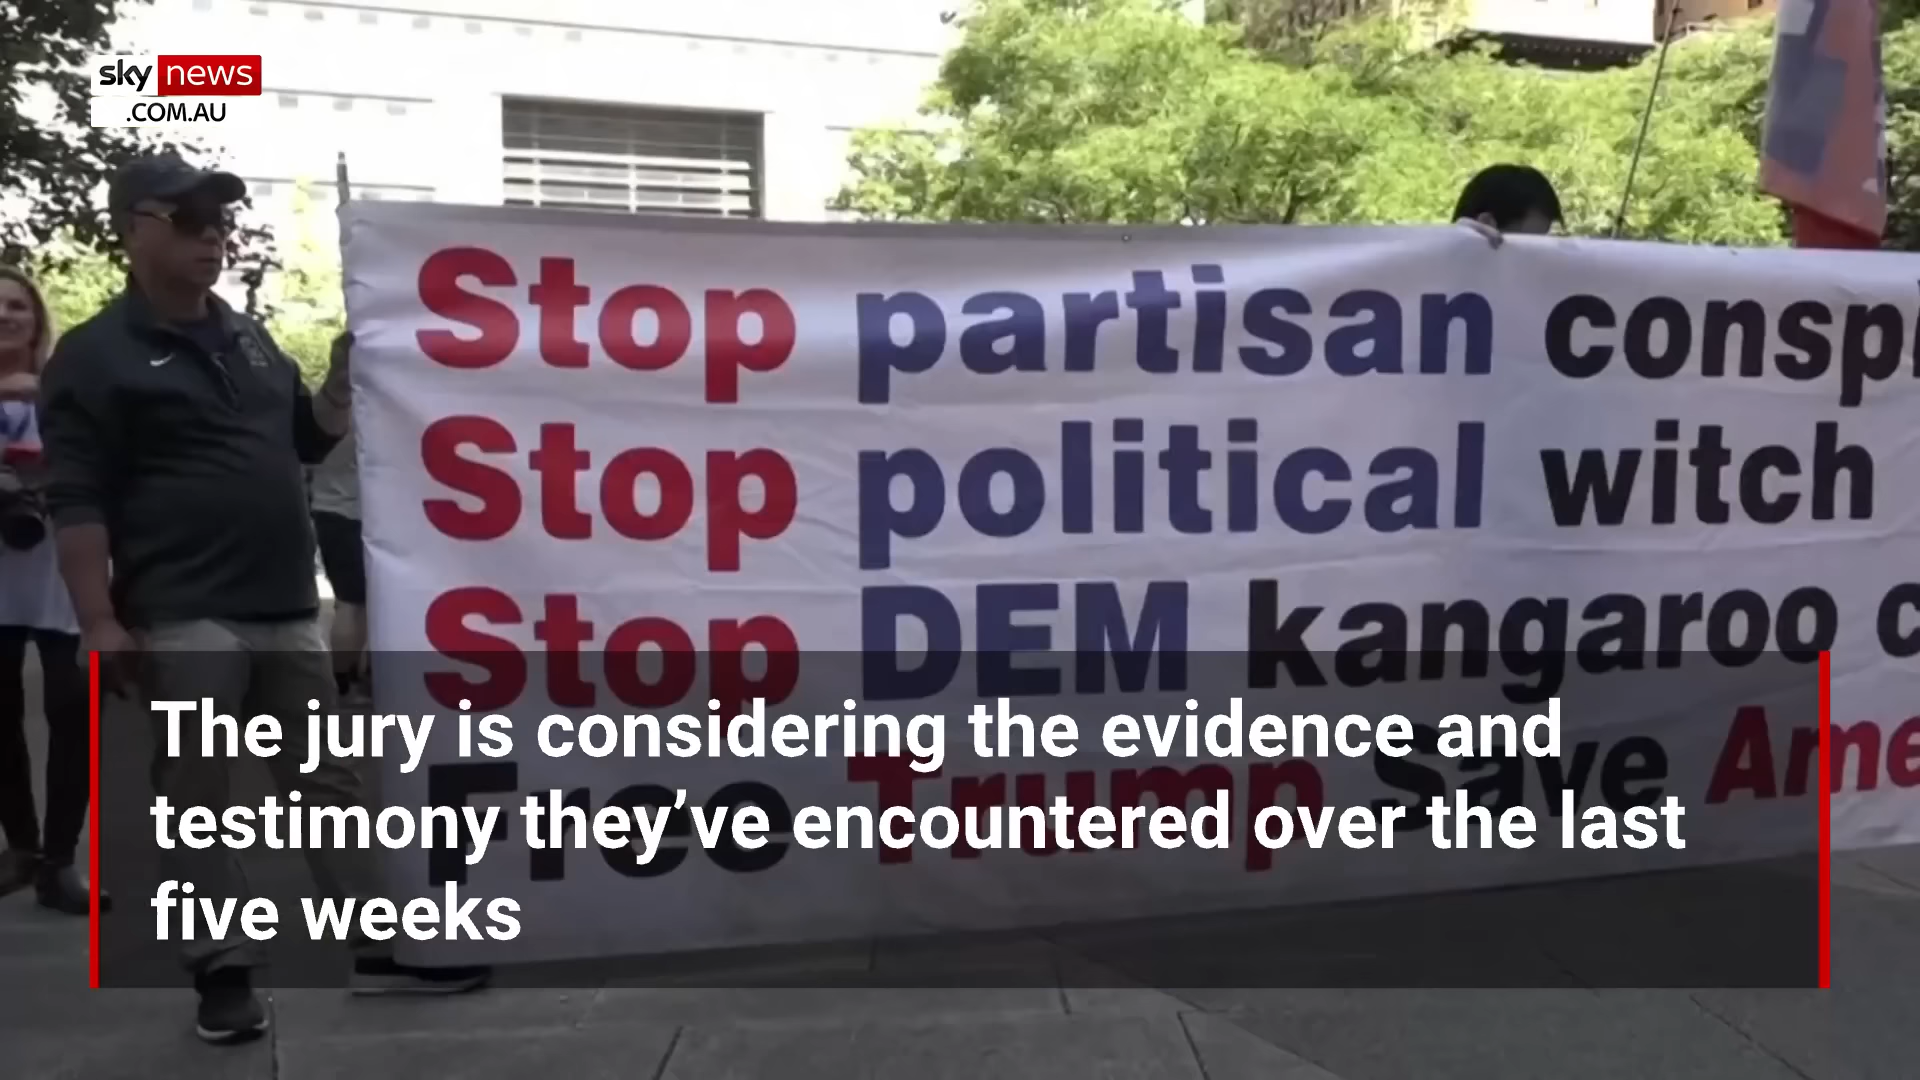 sky news
.COM.AU
Stop partisan consp
Stop political witch
Stop DEM kangaroo c
Free Trump Save Ame
The jury is considering the evidence and
testimony they’ve encountered over the last
five weeks